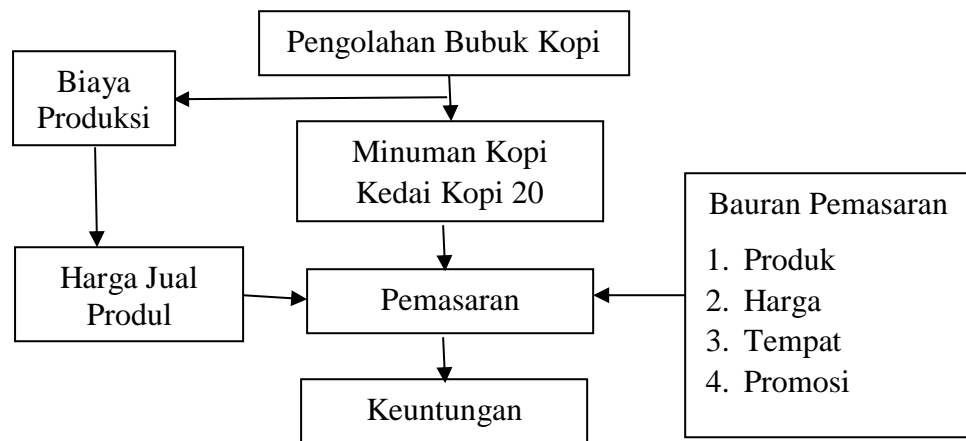 Pengolahan Bubuk Kopi
Biaya
Produksi
Minuman Kopi
Kedai Kopi 20
Bauran Pemasaran
1. Produk
2. Harga
3. Tempat
4. Promosi
Harga Jual
Produl
Pemasaran
Keuntungan